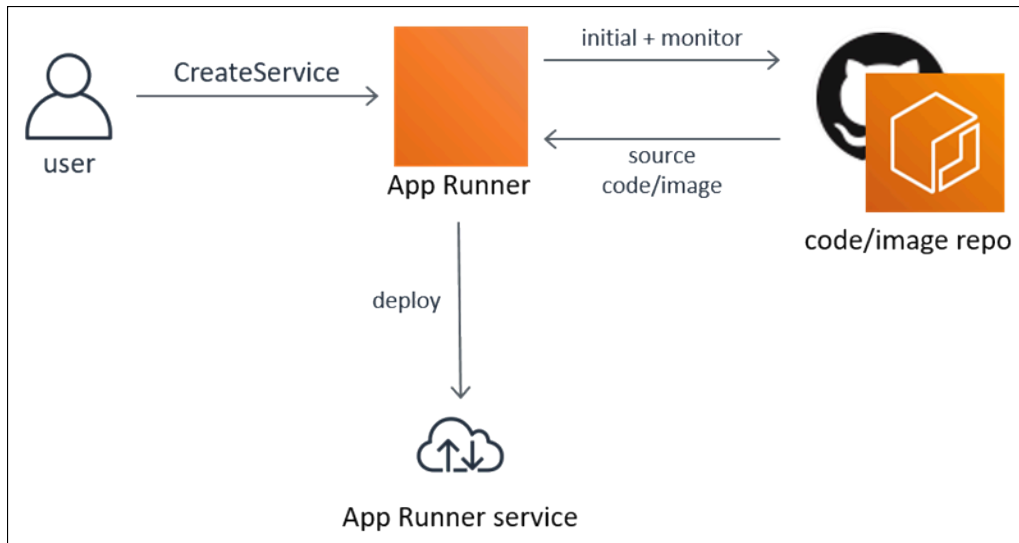 initial + monitor
CreateService
user
App Runner
source
code/image
code/image repo
deploy
App Runner service